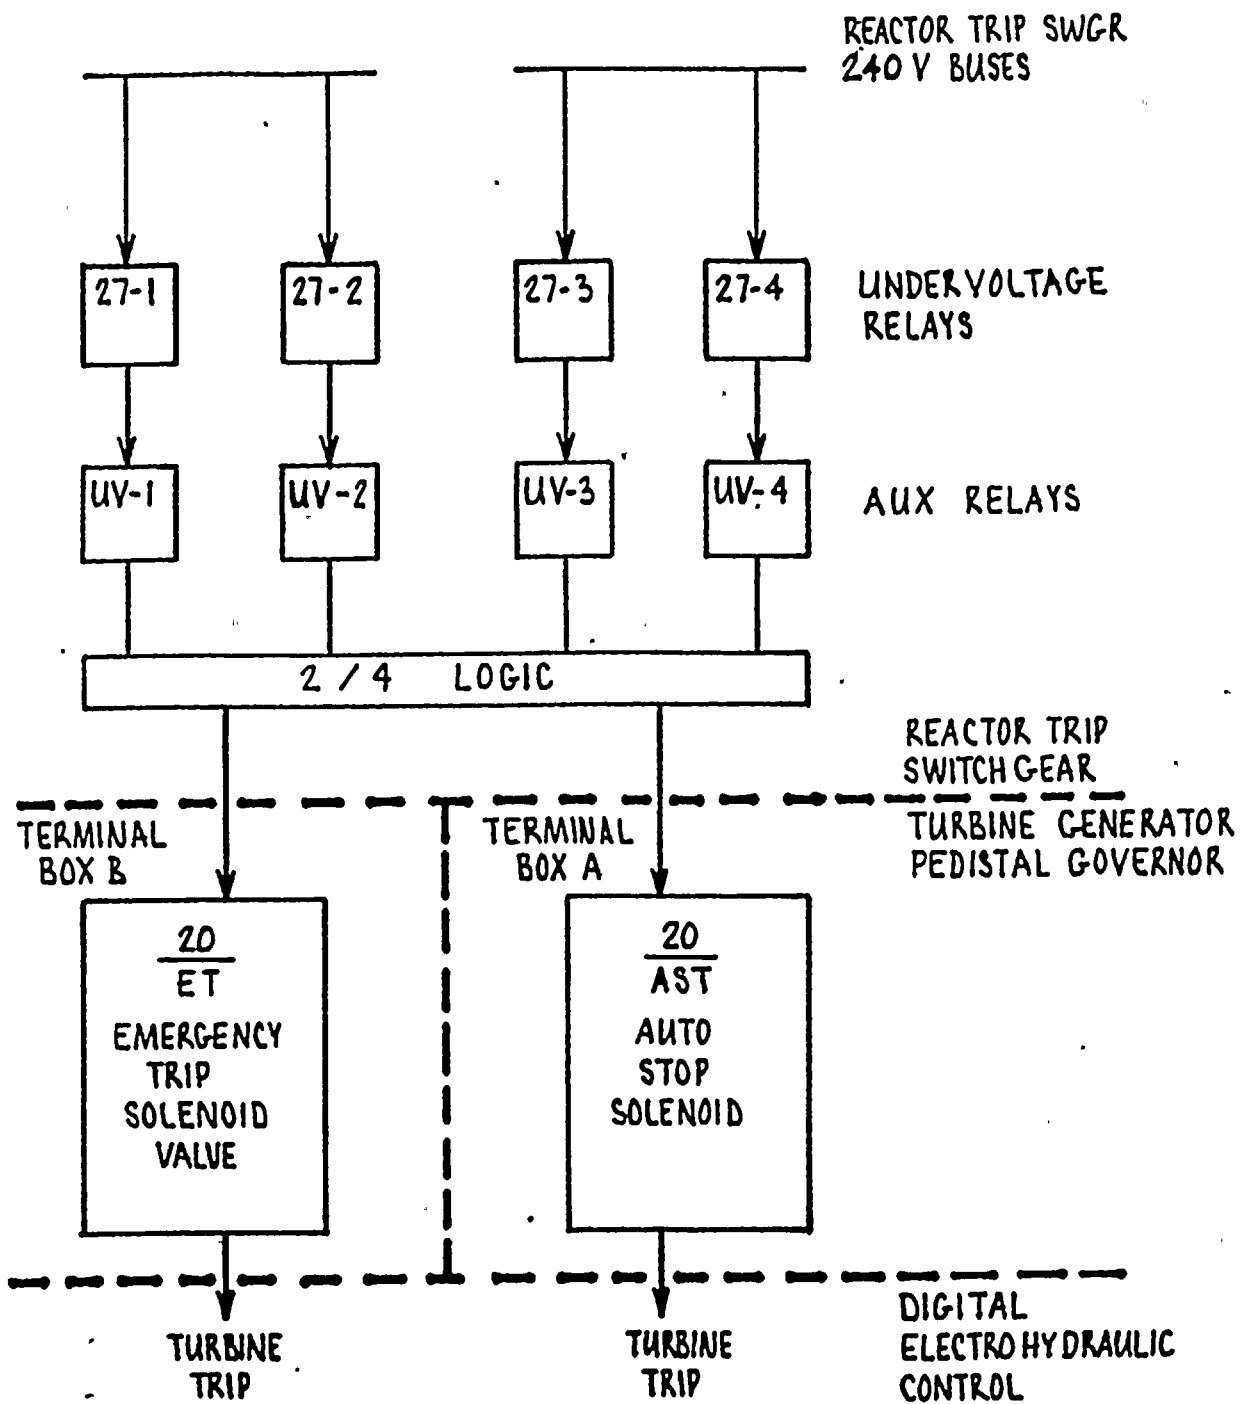 REACTOR TRIP SWGR
240 V BUSES
27-1
27-2
27-3
27-4
UNDERVOLTAGE
RELAYS
UV-1
UV-2
UV-3
UV-4
AUX RELAYS
2/4 LOGIC
REACTOR TRIP
SWITCHGEAR
TERMINAL
BOX B
TERMINAL
BOX A
TURBINE GENERATOR
PEDISTAL GOVERNOR
20
ET
EMERGENCY
TRIP
SOLENOID
VALUE
20
AST
AUTO
STOP
SOLENOID
TURBINE
TRIP
TURBINE
TRIP
DIGITAL
ELECTROHYDRAULIC
CONTROL